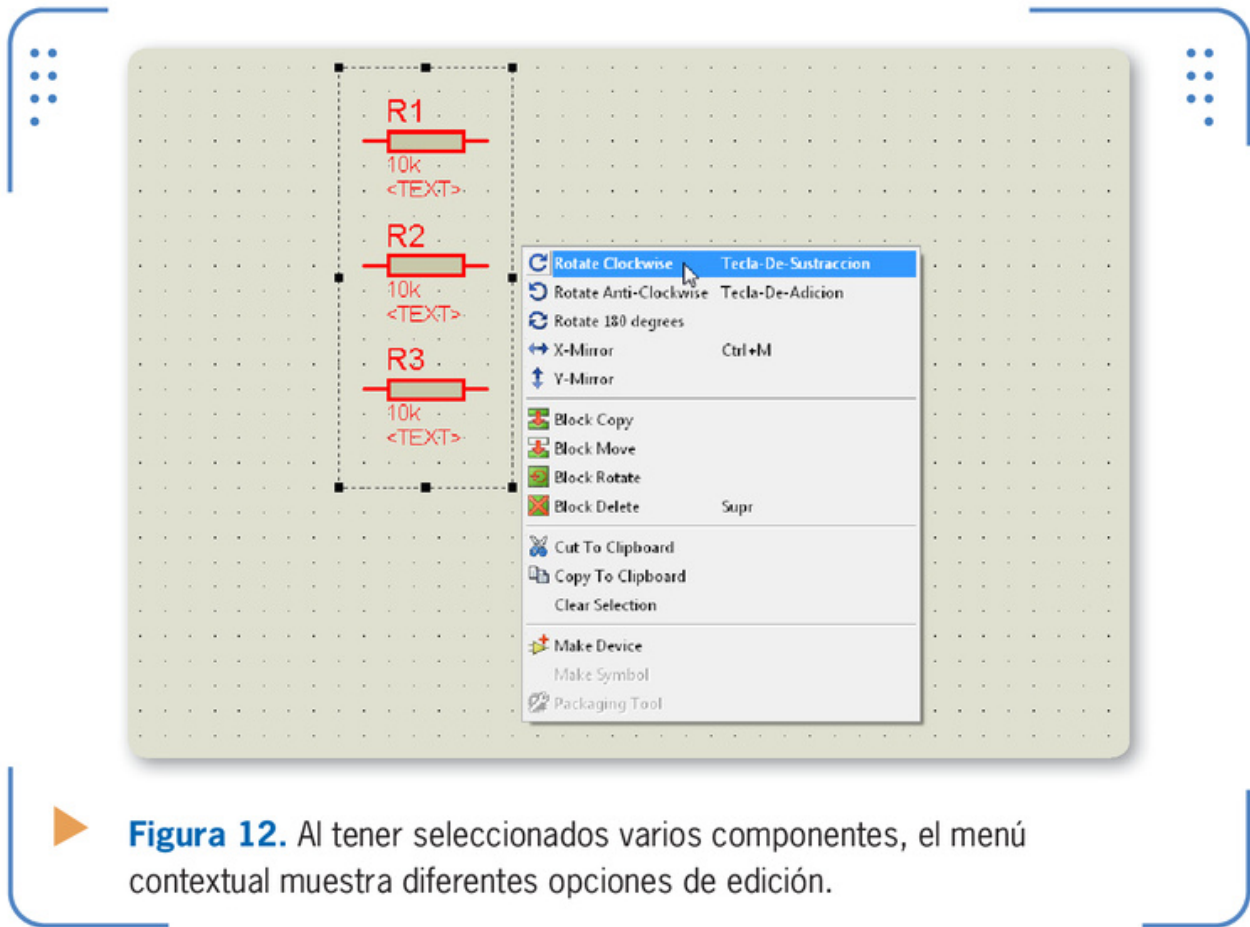 R1
10k
<TEXT>
R2
10k
<TEXT>
R3
10k
<TEXT>
Rotate Clockwise Tecla-De-Sustraccion
Rotate Anti-Clockwise Tecla-De-Adicion
Rotate 180 degrees
X-Mirror Ctrl+M
Y-Mirror
Block Copy
Block Move
Block Rotate
Block Delete Supr
Cut To Clipboard
Copy To Clipboard
Clear Selection
Make Device
Make Symbol
Packaging Tool
Figura 12. Al tener seleccionados varios componentes, el menú
contextual muestra diferentes opciones de edición.